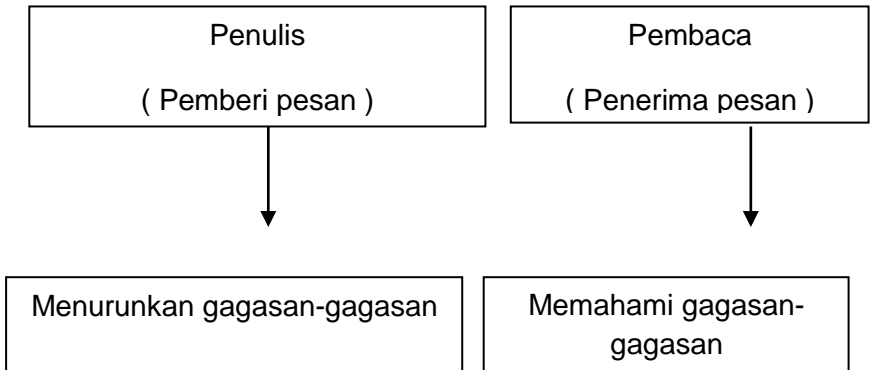 Penulis
( Pemberi pesan )
Pembaca
( Penerima pesan )
Menurunkan gagasan-gagasan
Memahami gagasan-
gagasan